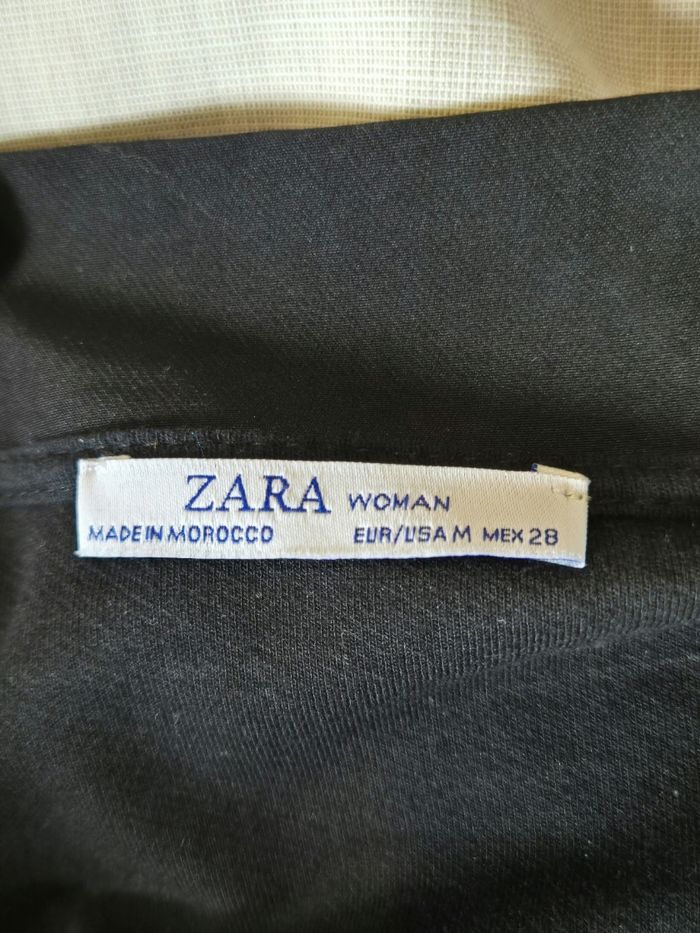 ZARA WOMAN
MADE IN MOROCCO EUR/USA M MEX 28